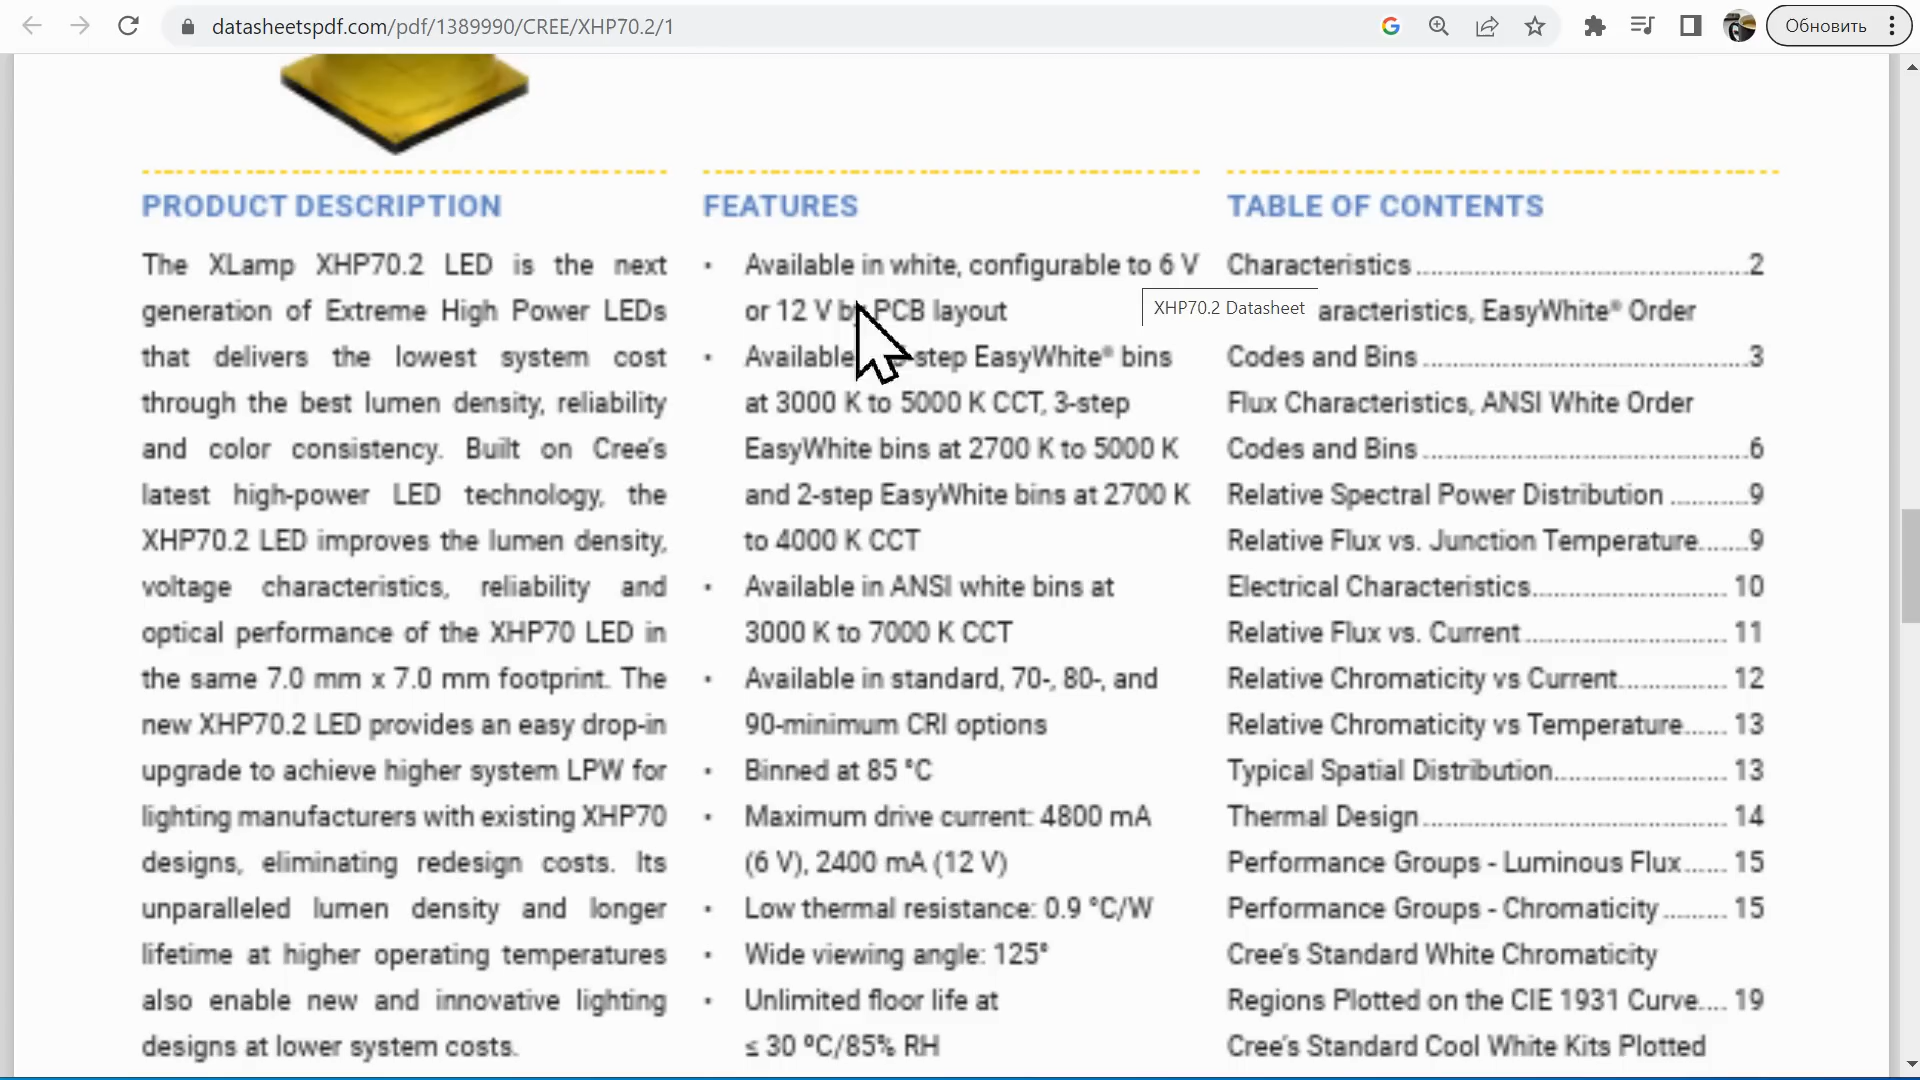 datasheetspdf.com/pdf/1389990/CREE/XHP70.2/1
Обновить
PRODUCT DESCRIPTION
The XLamp XHP70.2 LED is the next
generation of Extreme High Power LEDs
that delivers the lowest system cost
through the best lumen density, reliability
and color consistency. Built on Cree's
latest high-power LED technology, the
XHP70.2 LED improves the lumen density,
voltage characteristics, reliability and
optical performance of the XHP70 LED in
the same 7.0 mm x 7.0 mm footprint. The
new XHP70.2 LED provides an easy drop-in
upgrade to achieve higher system LPW for
lighting manufacturers with existing XHP70
designs, eliminating redesign costs. Its
unparalleled lumen density and longer
lifetime at higher operating temperatures
also enable new and innovative lighting
designs at lower system costs.
FEATURES
• Available in white, configurable to 6 V
or 12 V by PCB layout
• Available step EasyWhite® bins
at 3000 K to 5000 K CCT, 3-step
EasyWhite bins at 2700 K to 5000 K
and 2-step EasyWhite bins at 2700 K
to 4000 K CCT
• Available in ANSI white bins at
3000 K to 7000 K CCT
• Available in standard, 70-, 80-, and
90-minimum CRI options
• Binned at 85 °C
• Maximum drive current: 4800 mA
(6 V), 2400 mA (12 V)
• Low thermal resistance: 0.9 °C/W
• Wide viewing angle: 125°
• Unlimited floor life at
≤ 30 ºC/85% RH
TABLE OF CONTENTS
Characteristics ........ 2
XHP70.2 Datasheet
aracteristics, EasyWhite® Order
Codes and Bins ........ 3
Flux Characteristics, ANSI White Order
Codes and Bins ........ 6
Relative Spectral Power Distribution ........ 9
Relative Flux vs. Junction Temperature ........ 9
Electrical Characteristics ........ 10
Relative Flux vs. Current ........ 11
Relative Chromaticity vs Current ........ 12
Relative Chromaticity vs Temperature ........ 13
Typical Spatial Distribution ........ 13
Thermal Design ........ 14
Performance Groups - Luminous Flux ........ 15
Performance Groups - Chromaticity ........ 15
Cree's Standard White Chromaticity
Regions Plotted on the CIE 1931 Curve ........ 19
Cree's Standard Cool White Kits Plotted